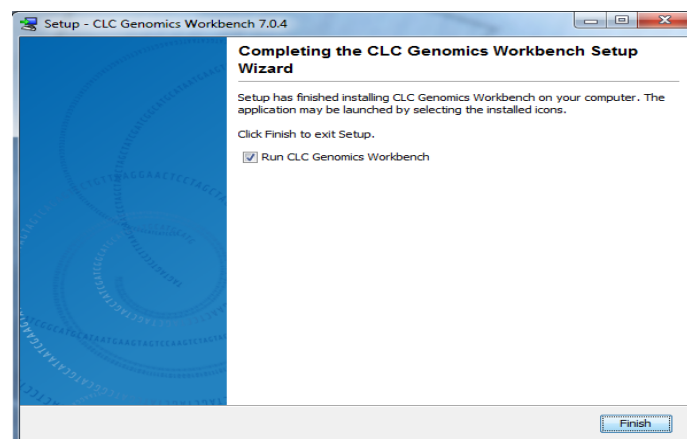 Setup - CLC Genomics Workbench 7.0.4
Completing the CLC Genomics Workbench Setup
Wizard
Setup has finished installing CLC Genomics Workbench on your computer. The
application may be launched by selecting the installed icons.
Click Finish to exit Setup.
Run CLC Genomics Workbench
Finish